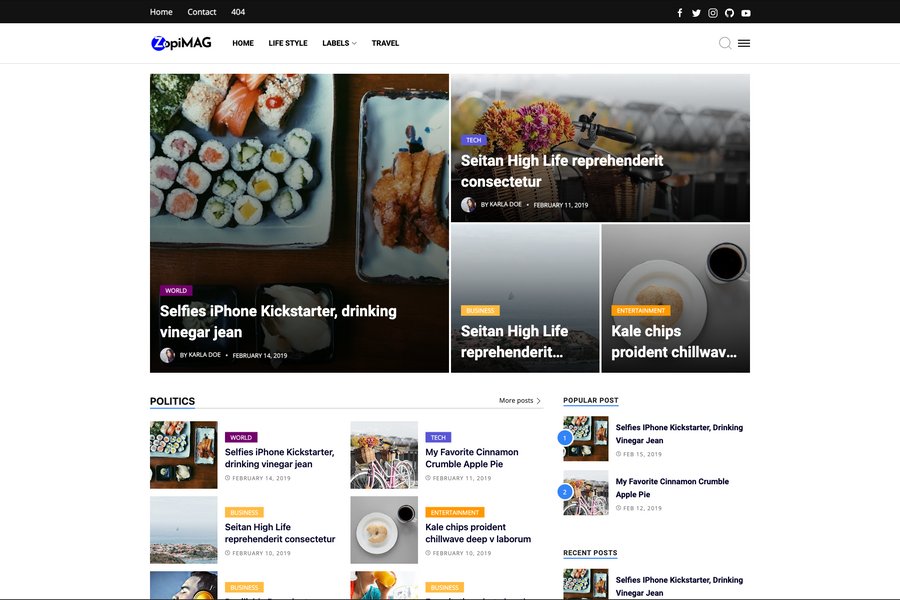 Home Contact 404
ZopiMAG HOME LIFE STYLE LABELS TRAVEL
WORLD
Selfies iPhone Kickstarter, drinking
vinegar jean
BY KARLA DOE • FEBRUARY 14, 2019
TECH
Seitan High Life reprehenderit
consectetur
BY KARLA DOE • FEBRUARY 11, 2019
BUSINESS
Seitan High Life
reprehenderit...
ENTERTAINMENT
Kale chips
proident chillwav...
POLITICS
More posts
WORLD
Selfies iPhone Kickstarter,
drinking vinegar jean
FEBRUARY 14, 2019
TECH
My Favorite Cinnamon
Crumble Apple Pie
FEBRUARY 11, 2019
BUSINESS
Seitan High Life
reprehenderit consectetur
FEBRUARY 10, 2019
ENTERTAINMENT
Kale chips proident
chillwave deep v laborum
FEBRUARY 10, 2019
BUSINESS
BUSINESS
POPULAR POST
1
Selfies IPhone Kickstarter, Drinking
Vinegar Jean
FEB 15, 2019
2
My Favorite Cinnamon Crumble
Apple Pie
FEB 12, 2019
RECENT POSTS
Selfies IPhone Kickstarter, Drinking
Vinegar Jean